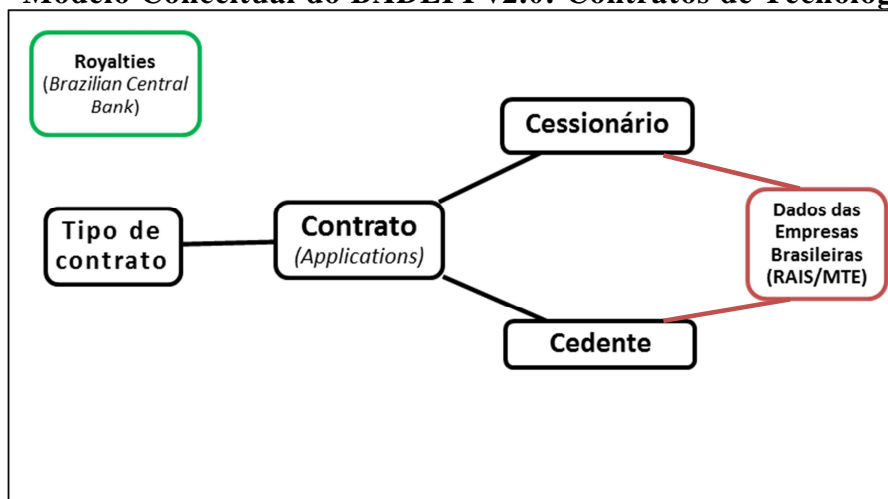 Modelo Conceitual do BADEPI v2.0: Contratos de Tecnolog
Royalties
(Brazilian Central
Bank)
Cessionário
Tipo de
contrato
Contrato
(Applications)
Dados das
Empresas
Brasileiras
(RAIS/MTE)
Cedente